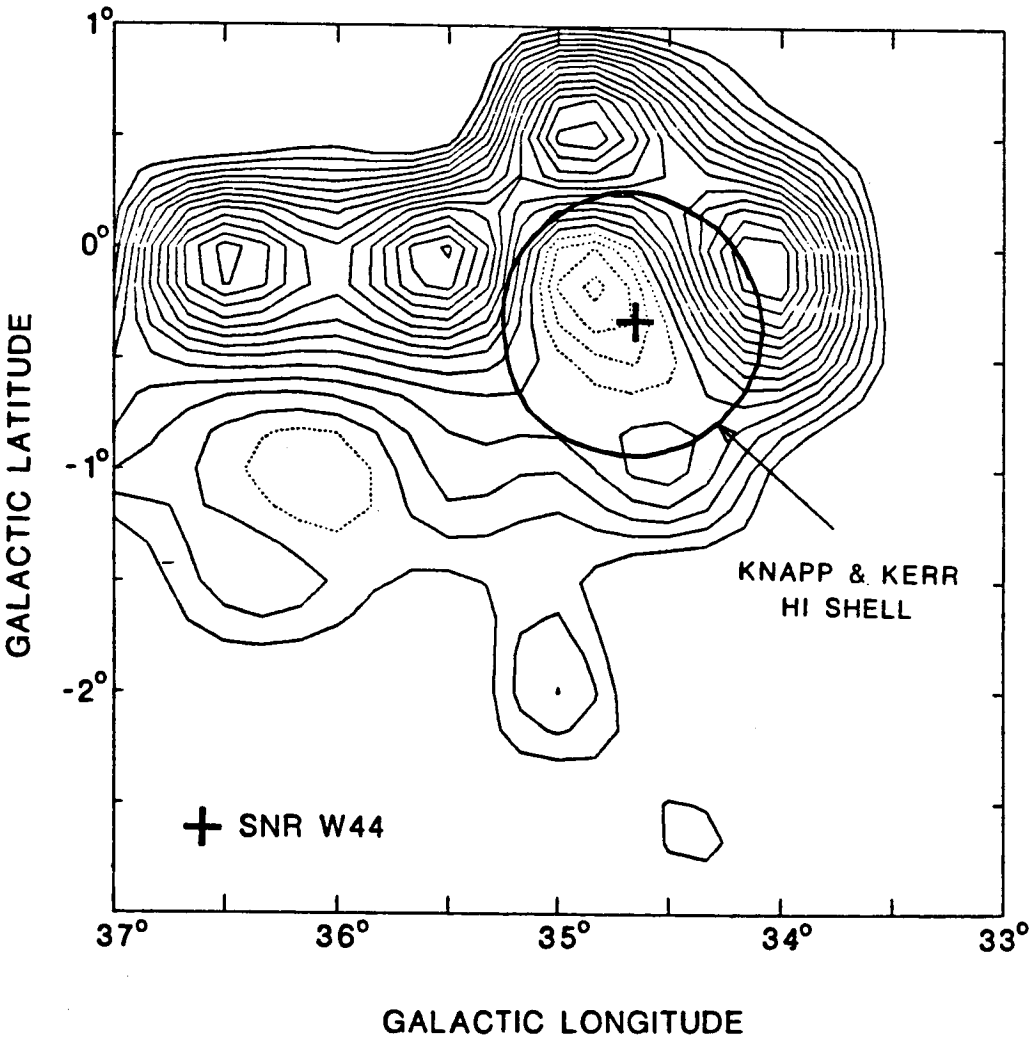 1°
0°
-1°
-2°
GALACTIC LATITUDE
KNAPP & KERR
HI SHELL
SNR W44
37°
36°
35°
34°
33°
GALACTIC LONGITUDE